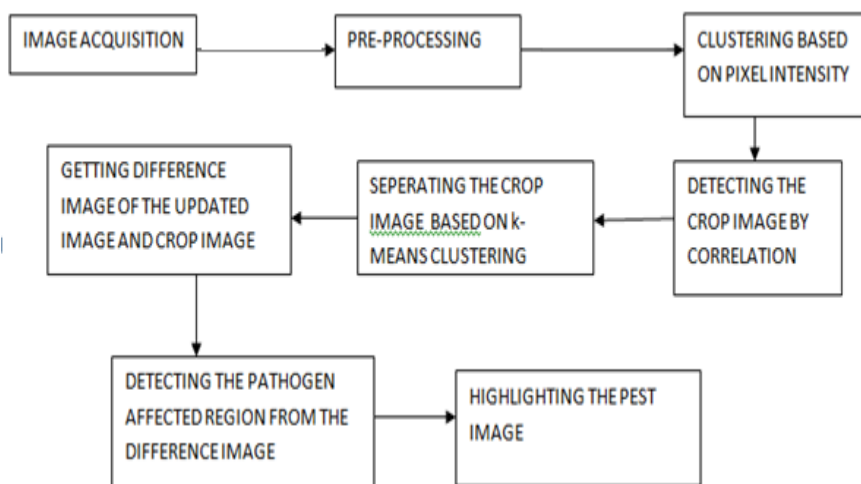 IMAGE ACQUISITION
PRE-PROCESSING
CLUSTERING BASED
ON PIXEL INTENSITY
DETECTING THE
CROP IMAGE BY
CORRELATION
SEPERATING THE CROP
IMAGE BASED ON k-
MEANS CLUSTERING
GETTING DIFFERENCE
IMAGE OF THE UPDATED
IMAGE AND CROP IMAGE
DETECTING THE PATHOGEN
AFFECTED REGION FROM THE
DIFFERENCE IMAGE
HIGHLIGHTING THE PEST
IMAGE